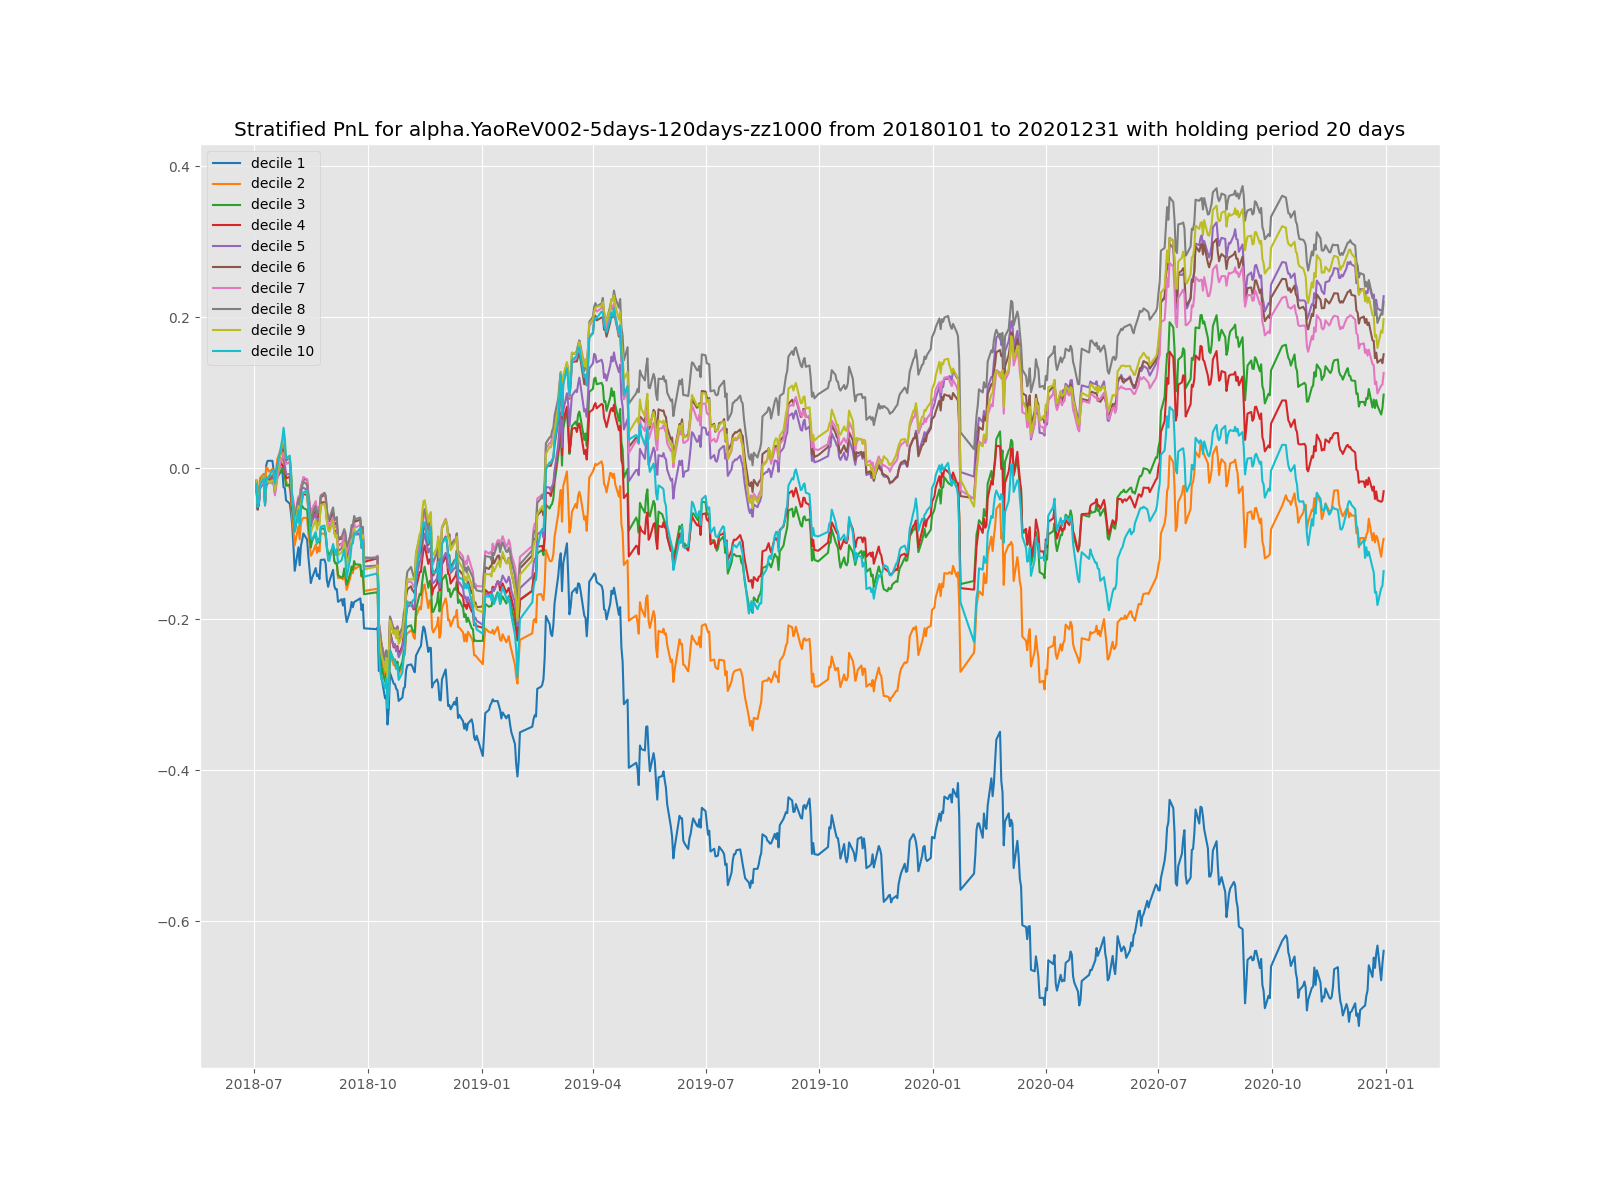 Stratified PnL for alpha.YaoReV002-5days-120days-zz1000 from 20180101 to 20201231 with holding period 20 days
decile 1
decile 2
decile 3
decile 4
decile 5
decile 6
decile 7
decile 8
decile 9
decile 10
0.4
0.2
0.0
−0.2
−0.4
−0.6
2018-07 2018-10 2019-01 2019-04 2019-07 2019-10 2020-01 2020-04 2020-07 2020-10 2021-01